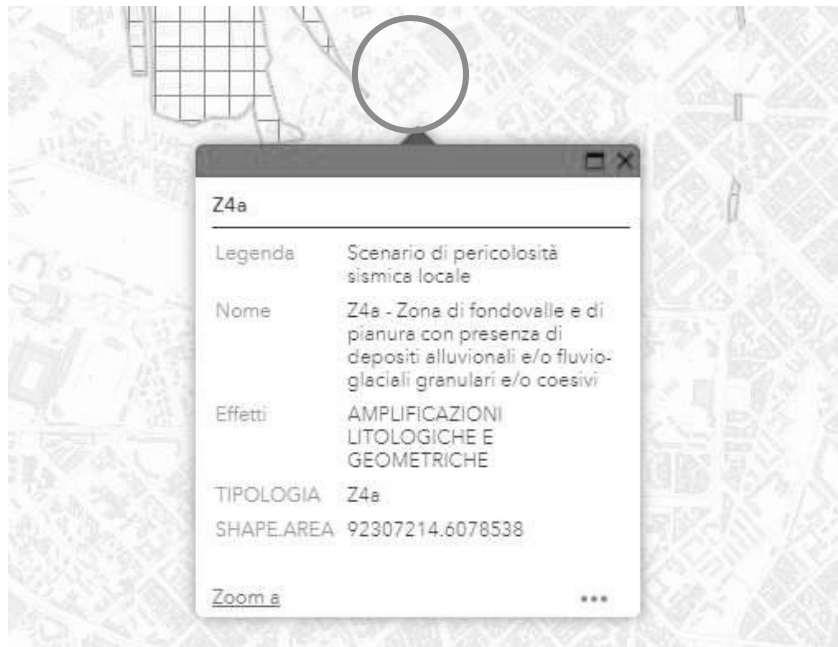 Z4a
Legenda Scenario di pericolosità
sismica locale
Nome Z4a - Zona di fondovalle e di
pianura con presenza di
depositi alluvionali e/o fluvio-
glaciali granulari e/o coesivi
Effetti AMPLIFICAZIONI
LITOLOGICHE E
GEOMETRICHE
TIPOLOGIA Z4a
SHAPE.AREA 92307214.6078538
Zoom a